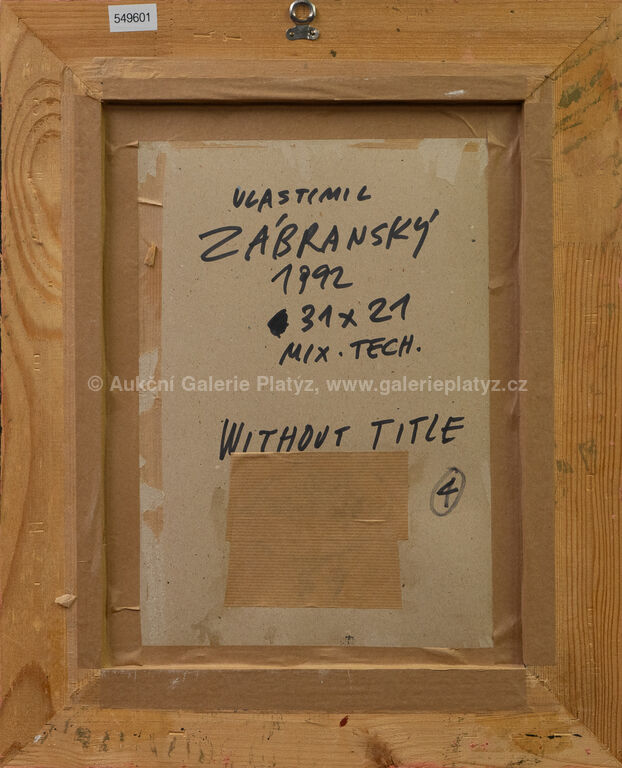 549601
VLASTIMIL
ZÁBRANSKÝ
1992
31 x 21
MIX. TECH.
© Aukční Galerie Platýz, www.galerieplatyz.cz
WITHOUT TITLE
4